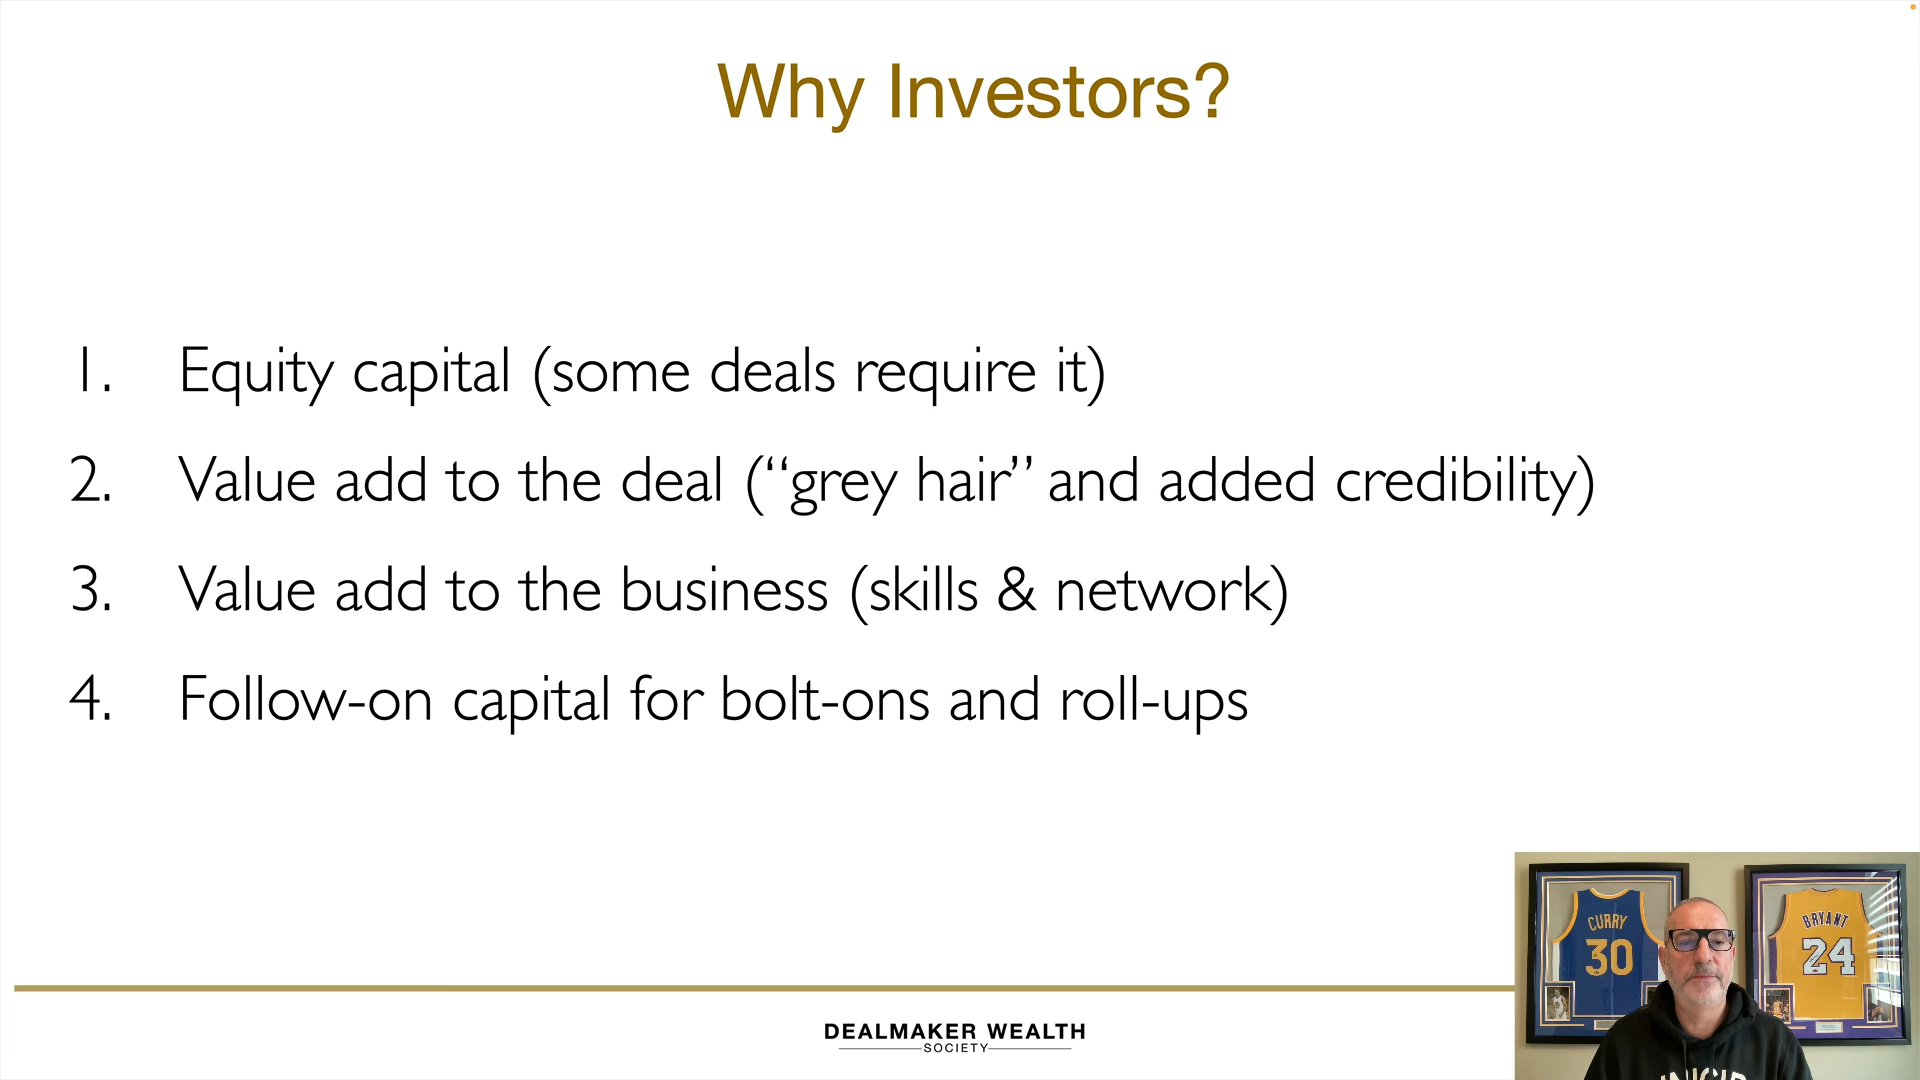 Why Investors?
1. Equity capital (some deals require it)
2. Value add to the deal (“grey hair” and added credibility)
3. Value add to the business (skills & network)
4. Follow-on capital for bolt-ons and roll-ups
DEALMAKER WEALTH
SOCIETY
CURRY
30
BRYANT
24